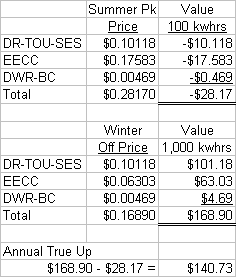 Summer Pk Value
Price 100 kwhrs
DR-TOU-SES $0.10118 -$10.118
EECC $0.17583 -$17.583
DWR-BC $0.00469 -$0.469
Total $0.28170 -$28.17
Winter Value
Off Price 1,000 kwhrs
DR-TOU-SES $0.10118 $101.18
EECC $0.06303 $63.03
DWR-BC $0.00469 $4.69
Total $0.16890 $168.90
Annual True Up
$168.90 - $28.17 = $140.73